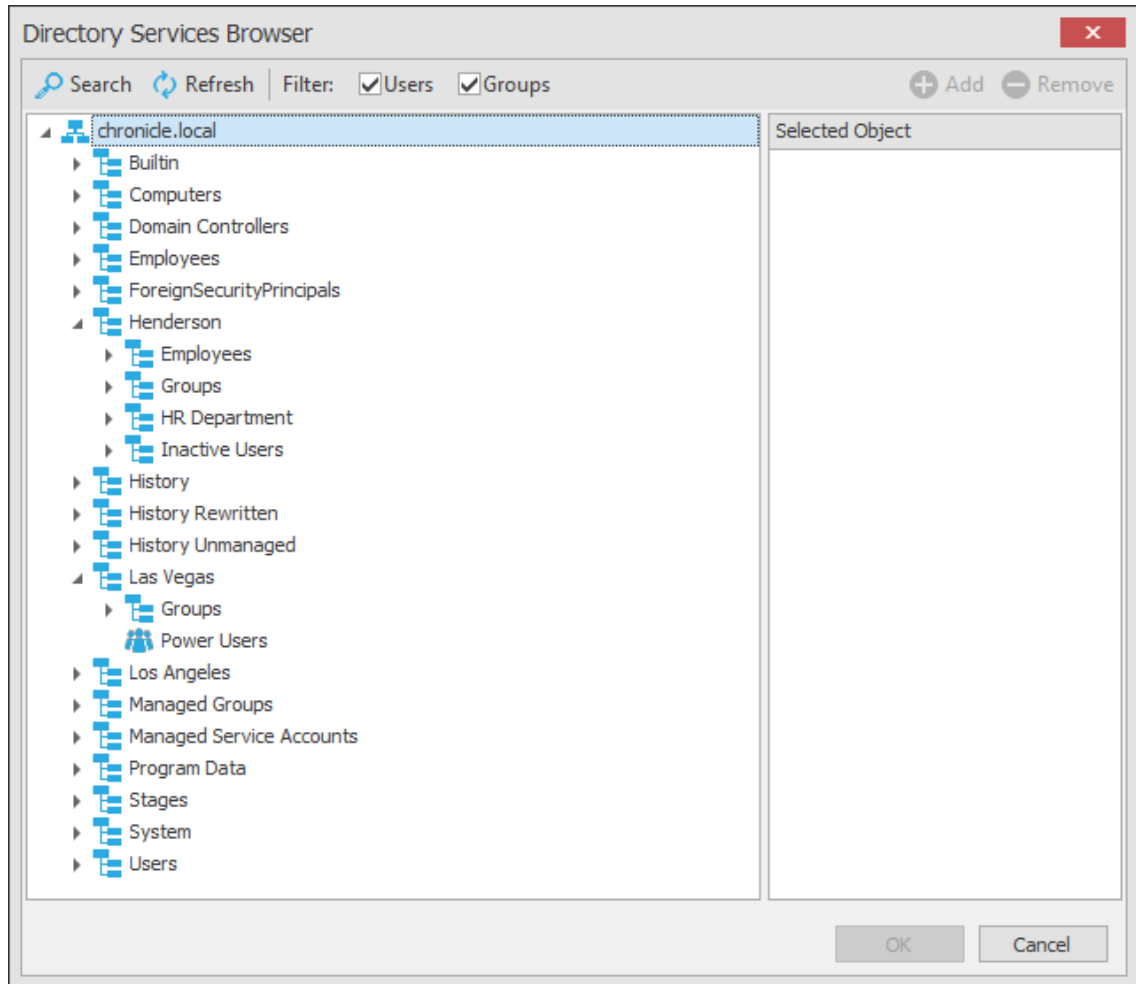 Directory Services Browser
Search Refresh Filter: Users Groups Add Remove
chronicle.local
Selected Object
Builtin
Computers
Domain Controllers
Employees
ForeignSecurityPrincipals
Henderson
Employees
Groups
HR Department
Inactive Users
History
History Rewritten
History Unmanaged
Las Vegas
Groups
Power Users
Los Angeles
Managed Groups
Managed Service Accounts
Program Data
Stages
System
Users
OK Cancel